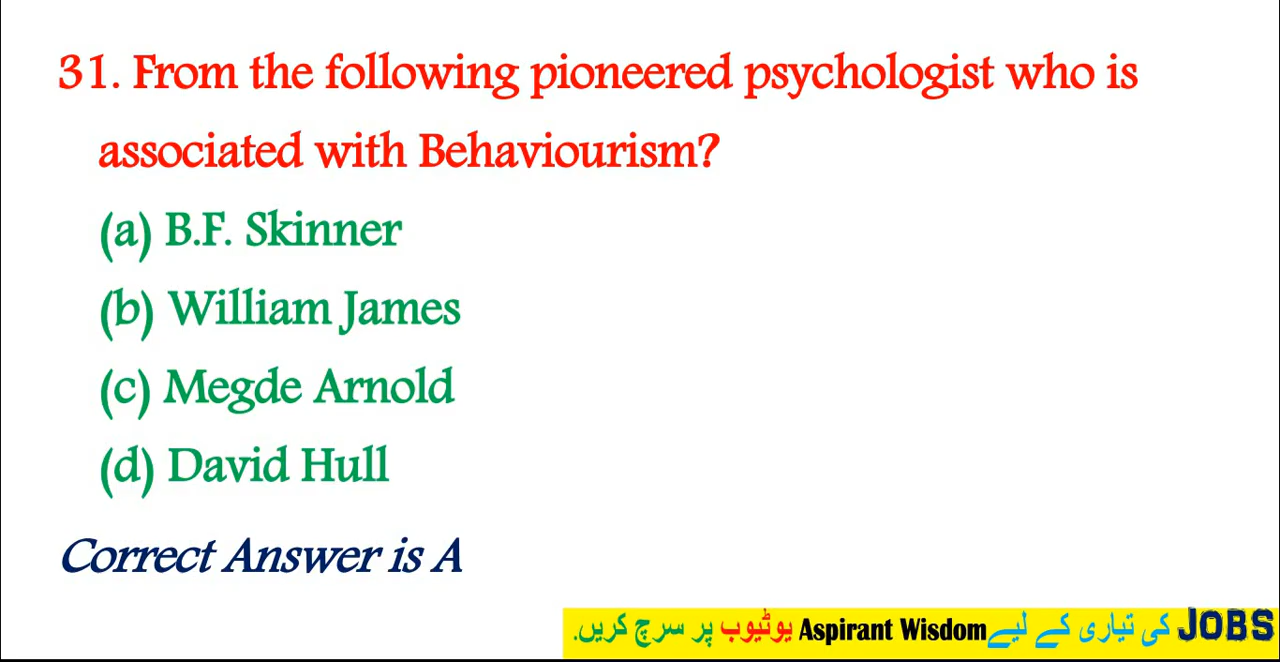 31. From the following pioneered psychologist who is
associated with Behaviourism?
(a) B.F. Skinner
(b) William James
(c) Megde Arnold
(d) David Hull
Correct Answer is A
JOBS کی تیاری کے لیے Aspirant Wisdom یوٹیوب پر سرچ کریں.